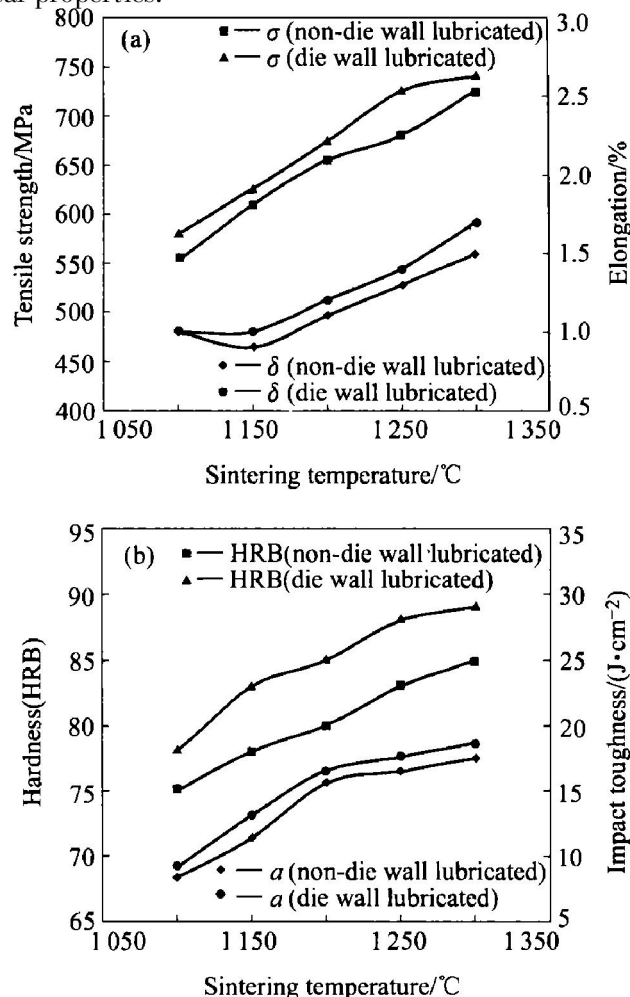 ear properties.
(a)
■— σ (non-die wall lubricated)
▲— σ (die wall lubricated)
800
750
700
650
600
550
500
450
400
Tensile strength/MPa
3.0
2.5
2.0
1.5
1.0
0.5
Elongation/%
◆— δ (non-die wall lubricated)
●— δ (die wall lubricated)
1 050 1 150 1 250 1 350
Sintering temperature/℃
(b)
■— HRB(non-die wall lubricated)
▲— HRB(die wall lubricated)
95
90
85
80
75
70
65
Hardness(HRB)
35
30
25
20
15
10
5
Impact toughness/(J·cm⁻²)
◆— a (non-die wall lubricated)
●— a (die wall lubricated)
1 050 1 150 1 250 1 350
Sintering temperature/℃